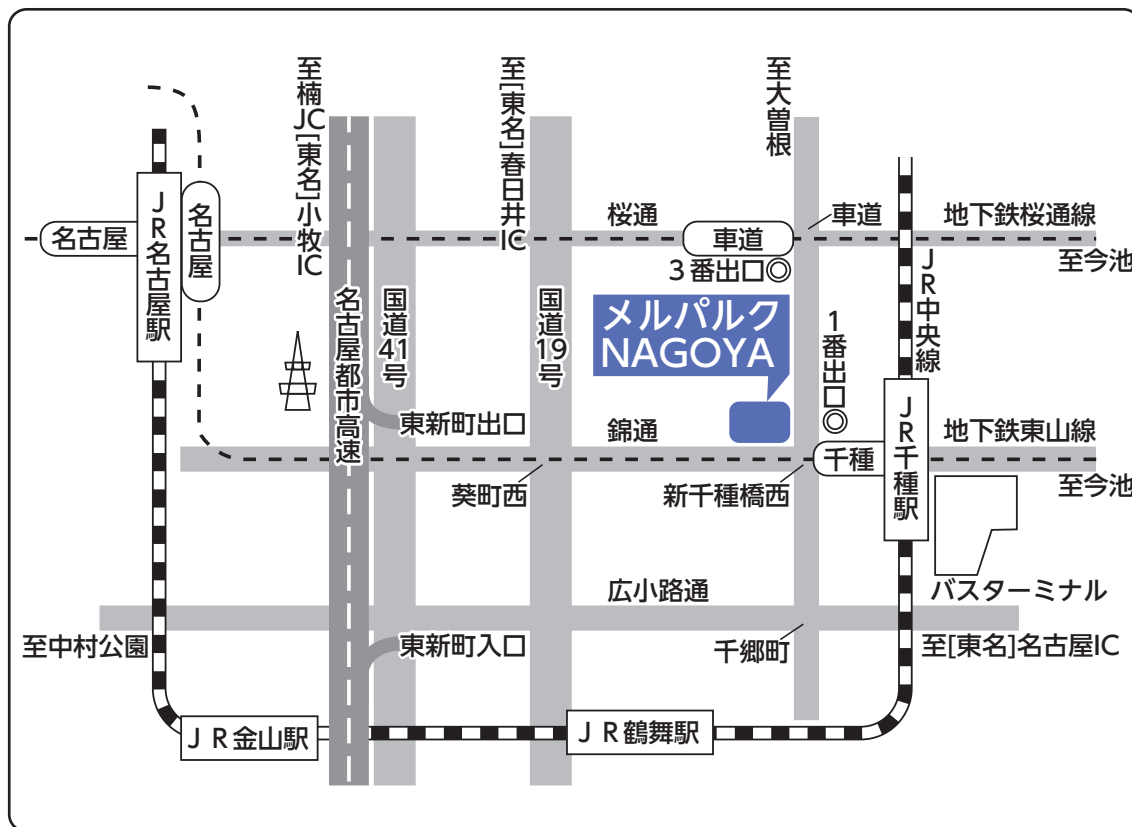 至楠JC[東名]小牧IC
至[東名]春日井IC
至大曽根
名古屋
JR名古屋駅
名古屋
桜通
車道
車道
地下鉄桜通線
至今池
3番出口
JR中央線
名古屋都市高速
国道41号
国道19号
メルパルク
NAGOYA
1番出口
東新町出口
錦通
千種
JR千種駅
地下鉄東山線
至今池
葵町西
新千種橋西
バスターミナル
広小路通
至中村公園
東新町入口
千郷町
至[東名]名古屋IC
JR金山駅
JR鶴舞駅